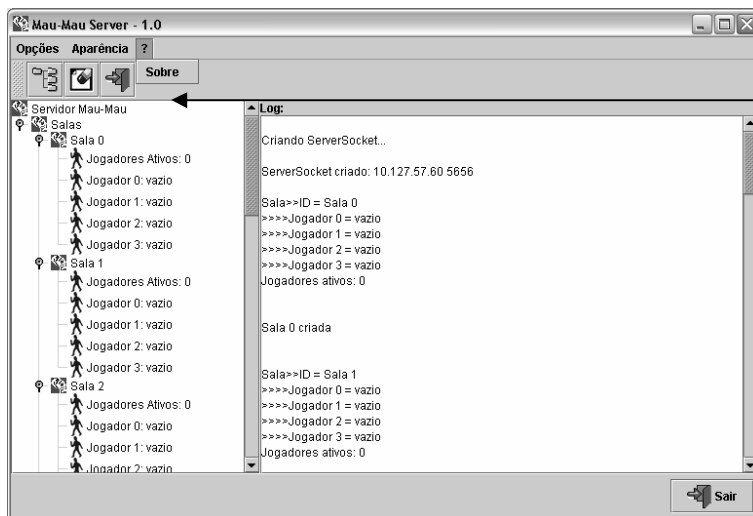 Mau-Mau Server - 1.0
Opções Aparência ?
Sobre
Servidor Mau-Mau
Salas
Sala 0
Jogadores Ativos: 0
Jogador 0: vazio
Jogador 1: vazio
Jogador 2: vazio
Jogador 3: vazio
Sala 1
Jogadores Ativos: 0
Jogador 0: vazio
Jogador 1: vazio
Jogador 2: vazio
Jogador 3: vazio
Sala 2
Jogadores Ativos: 0
Jogador 0: vazio
Jogador 1: vazio
Jogador 2: vazio
Log:
Criando ServerSocket...
ServerSocket criado: 10.127.57.60 5656
Sala>>ID = Sala 0
>>>>Jogador 0 = vazio
>>>>Jogador 1 = vazio
>>>>Jogador 2 = vazio
>>>>Jogador 3 = vazio
Jogadores ativos: 0
Sala 0 criada
Sala>>ID = Sala 1
>>>>Jogador 0 = vazio
>>>>Jogador 1 = vazio
>>>>Jogador 2 = vazio
>>>>Jogador 3 = vazio
Jogadores ativos: 0
Sair